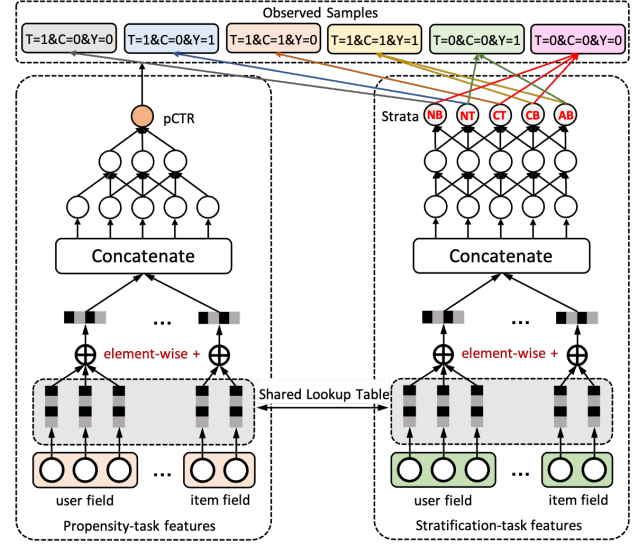 Observed Samples
T=1&C=0&Y=0 T=1&C=0&Y=1 T=1&C=1&Y=0 T=1&C=1&Y=1 T=0&C=0&Y=1 T=0&C=0&Y=0
pCTR
Strata NB NT CT CB AB
Concatenate Concatenate
... ...
element-wise + element-wise +
Shared Lookup Table
... ...
user field item field user field item field
Propensity-task features Stratification-task features